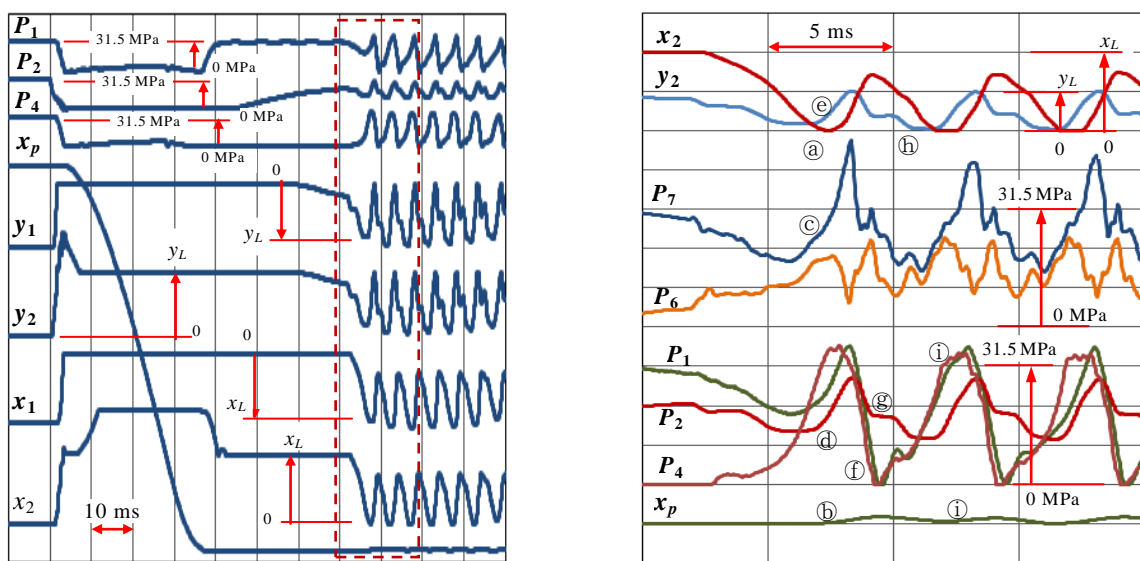 P1
31.5 MPa
0 MPa
P2
31.5 MPa
0 MPa
P4
31.5 MPa
0 MPa
xp
0
y1
yL
yL
y2
0
0
x1
xL
xL
x2
10 ms
0
x2
5 ms
xL
y2
yL
ⓔ
ⓐ
ⓗ
0
0
P7
31.5 MPa
ⓒ
P6
0 MPa
P1
ⓘ
31.5 MPa
P2
ⓖ
ⓓ
P4
ⓕ
0 MPa
xp
ⓑ
ⓘ